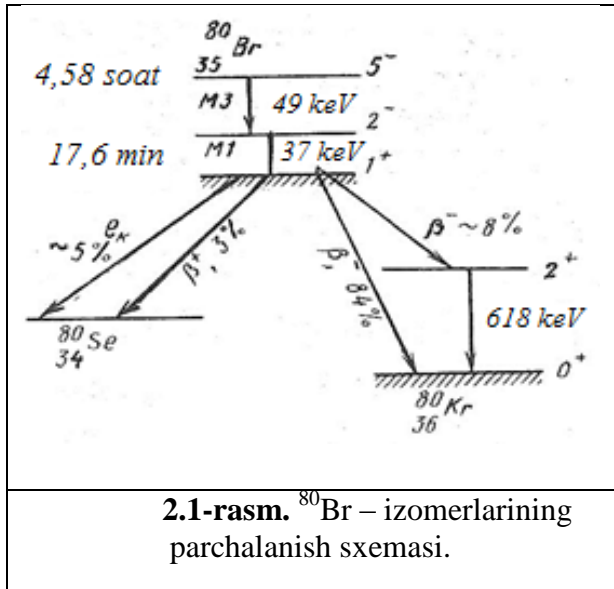 80
35 Br
4,58 soat
5⁻
M3
49 keV
2⁻
17,6 min
M1
37 keV
1⁺
eₖ
~5%
β⁺, 3%
β⁻, 84%
β⁻ ~ 8%
2⁺
618 keV
0⁺
80
34 Se
80
36 Kr
2.1-rasm. ⁸⁰Br – izomerlarining
parchalanish sxemasi.